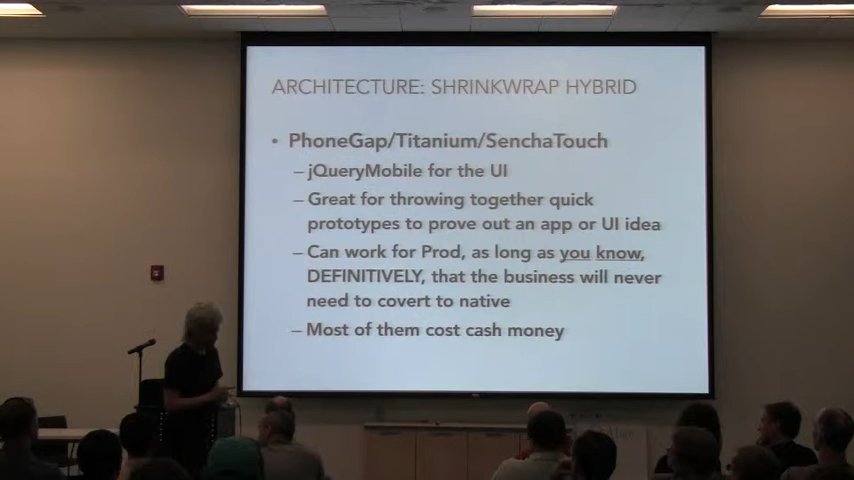 ARCHITECTURE: SHRINKWRAP HYBRID
• PhoneGap/Titanium/SenchaTouch
– jQueryMobile for the UI
– Great for throwing together quick
prototypes to prove out an app or UI idea
– Can work for Prod, as long as you know,
DEFINITIVELY, that the business will never
need to covert to native
– Most of them cost cash money